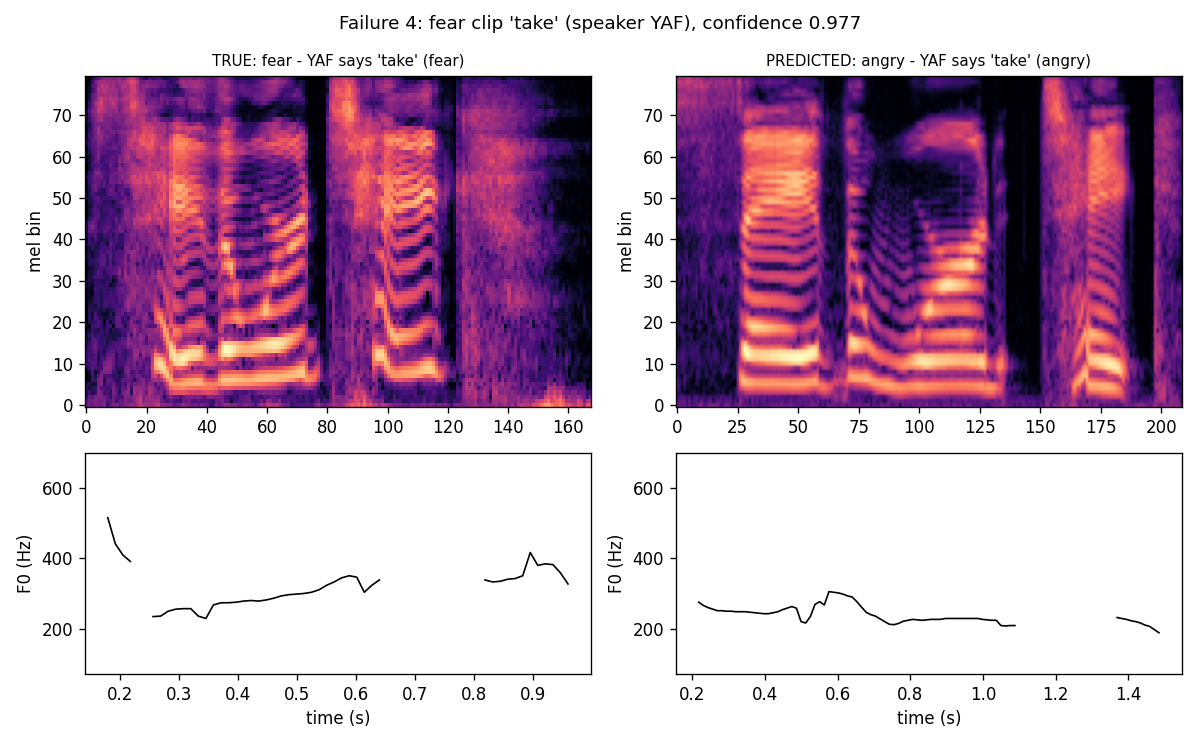 Failure 4: fear clip 'take' (speaker YAF), confidence 0.977
TRUE: fear - YAF says 'take' (fear)
PREDICTED: angry - YAF says 'take' (angry)
mel bin
70
60
50
40
30
20
10
0
0 20 40 60 80 100 120 140 160
mel bin
70
60
50
40
30
20
10
0
0 25 50 75 100 125 150 175 200
F0 (Hz)
600
400
200
0.2 0.3 0.4 0.5 0.6 0.7 0.8 0.9
time (s)
F0 (Hz)
600
400
200
0.2 0.4 0.6 0.8 1.0 1.2 1.4
time (s)